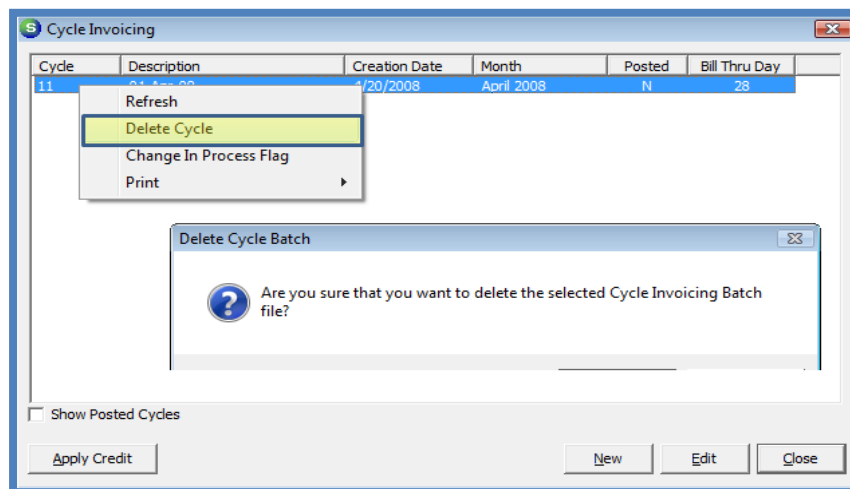 S Cycle Invoicing
Cycle Description Creation Date Month Posted Bill Thru Day
11 4/20/2008 April 2008 N 28
Refresh
Delete Cycle
Change In Process Flag
Print
Delete Cycle Batch
Are you sure that you want to delete the selected Cycle Invoicing Batch
file?
Show Posted Cycles
Apply Credit New Edit Close